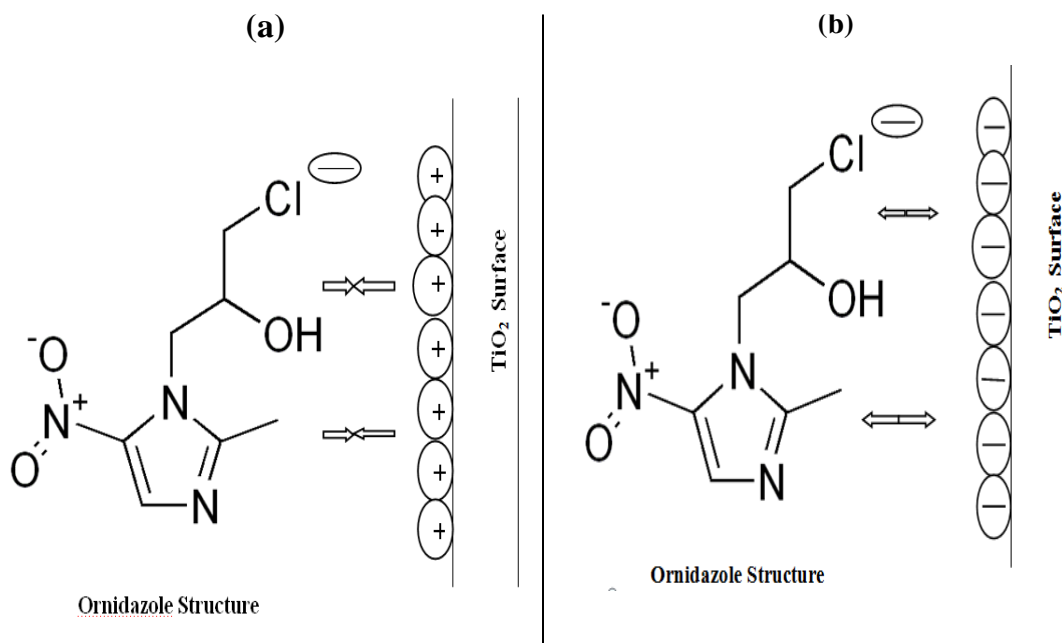 (a)
Cl
−
OH
-O
N+
O
N
N
+
+
+
+
+
+
+
TiO2 Surface
Ornidazole Structure
(b)
Cl
−
OH
-O
N+
O
N
N
−
−
−
−
−
−
−
TiO2 Surface
Ornidazole Structure